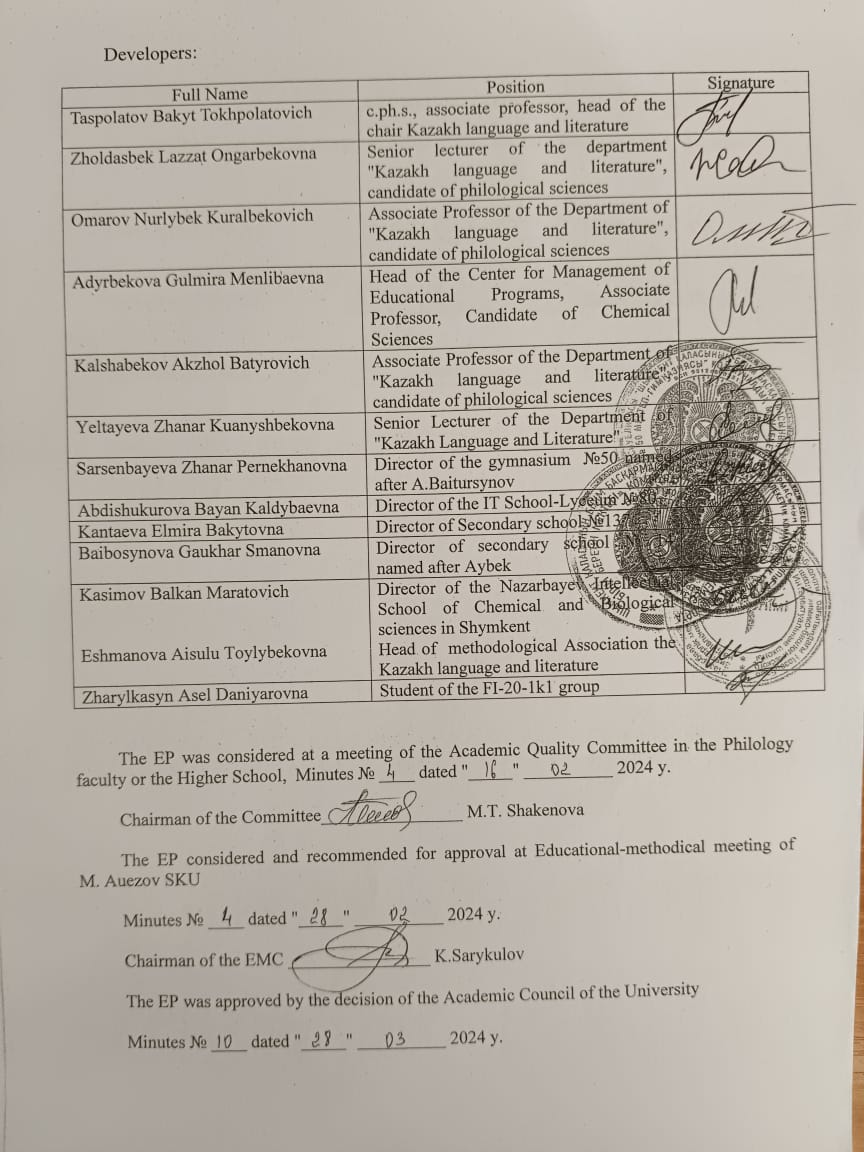 Developers:
Full Name Position Signature
Taspolatov Bakyt Tokhpolatovich c.ph.s., associate professor, head of the
chair Kazakh language and literature
Zholdasbek Lazzat Ongarbekovna Senior lecturer of the department
"Kazakh language and literature",
candidate of philological sciences
Omarov Nurlybek Kuralbekovich Associate Professor of the Department of
"Kazakh language and literature",
candidate of philological sciences
Adyrbekova Gulmira Menlibaevna Head of the Center for Management of
Educational Programs, Associate
Professor, Candidate of Chemical
Sciences
Kalshabekov Akzhol Batyrovich Associate Professor of the Department of
"Kazakh language and literature",
candidate of philological sciences
Yeltayeva Zhanar Kuanyshbekovna Senior Lecturer of the Department of
"Kazakh Language and Literature"
Sarsenbayeva Zhanar Pernekhanovna Director of the gymnasium №50 named
after A.Baitursynov
Abdishukurova Bayan Kaldybaevna Director of the IT School-Lyceum №80
Kantaeva Elmira Bakytovna Director of Secondary school №137
Baibosynova Gaukhar Smanovna Director of secondary school
named after Aybek
Kasimov Balkan Maratovich Director of the Nazarbayev Intellectual
School of Chemical and Biological
sciences in Shymkent
Eshmanova Aisulu Toylybekovna Head of methodological Association the
Kazakh language and literature
Zharylkasyn Asel Daniyarovna Student of the FI-20-1k1 group
The EP was considered at a meeting of the Academic Quality Committee in the Philology
faculty or the Higher School, Minutes № 4 dated "16" 02 2024 y.
Chairman of the Committee M.T. Shakenova
The EP considered and recommended for approval at Educational-methodical meeting of
M. Auezov SKU
Minutes № 4 dated "28" 02 2024 y.
Chairman of the EMC K.Sarykulov
The EP was approved by the decision of the Academic Council of the University
Minutes № 10 dated "28" 03 2024 y.